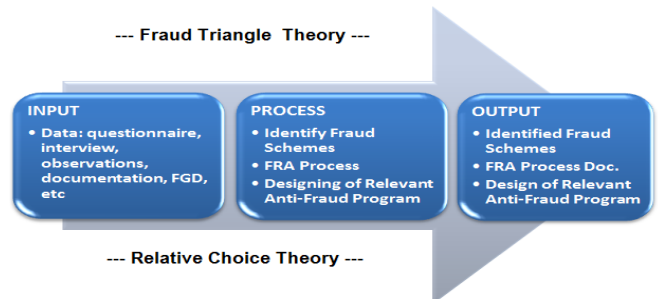 --- Fraud Triangle Theory ---
INPUT
• Data: questionnaire,
interview,
observations,
documentation, FGD,
etc
PROCESS
• Identify Fraud
Schemes
• FRA Process
• Designing of Relevant
Anti-Fraud Program
OUTPUT
• Identified Fraud
Schemes
• FRA Process Doc.
• Design of Relevant
Anti-Fraud Program
--- Relative Choice Theory ---